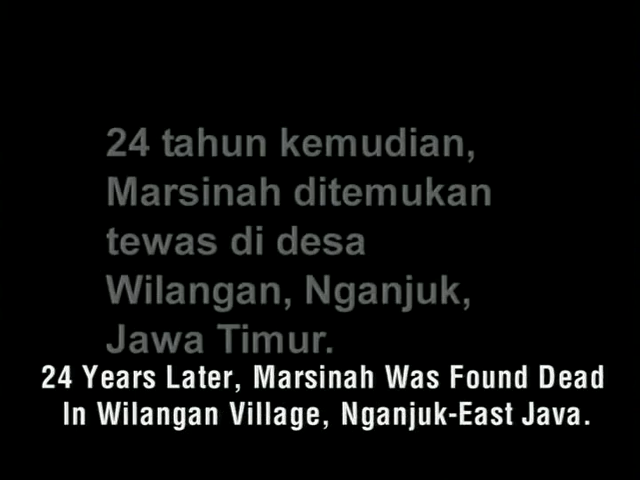 24 tahun kemudian,
Marsinah ditemukan
tewas di desa
Wilangan, Nganjuk,
Jawa Timur.
24 Years Later, Marsinah Was Found Dead
In Wilangan Village, Nganjuk-East Java.